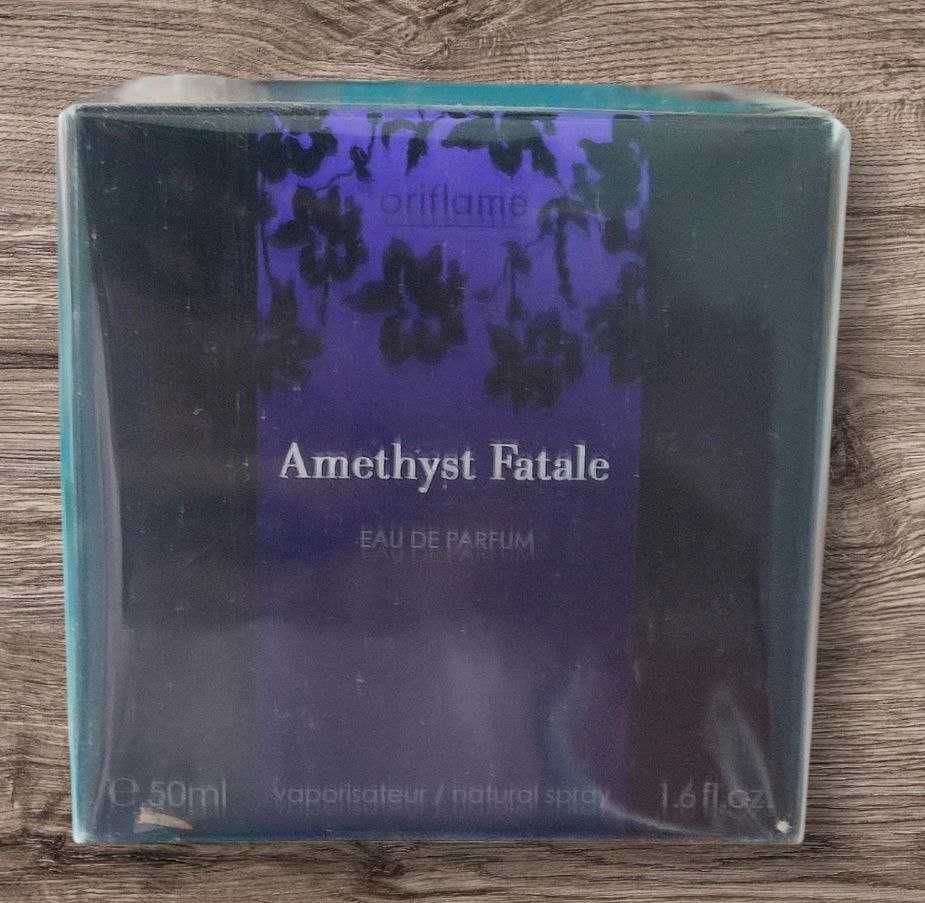 oriflame
Amethyst Fatale
EAU DE PARFUM
℮ 50ml vaporisateur / natural spray 1.6 fl.oz.